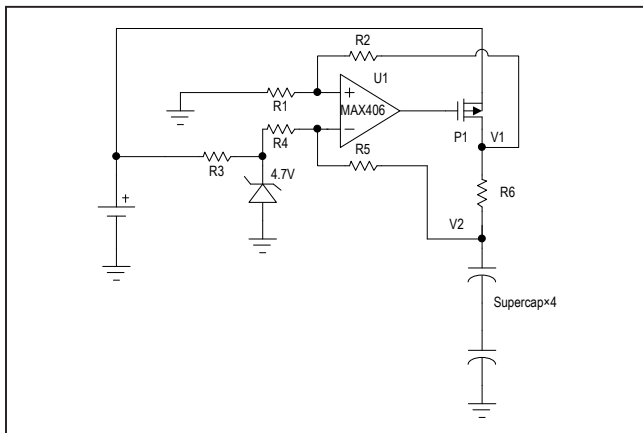 R2
U1
+
R1
MAX406
−
P1
V1
R4
R5
R3
4.7V
R6
+
V2
Supercap×4